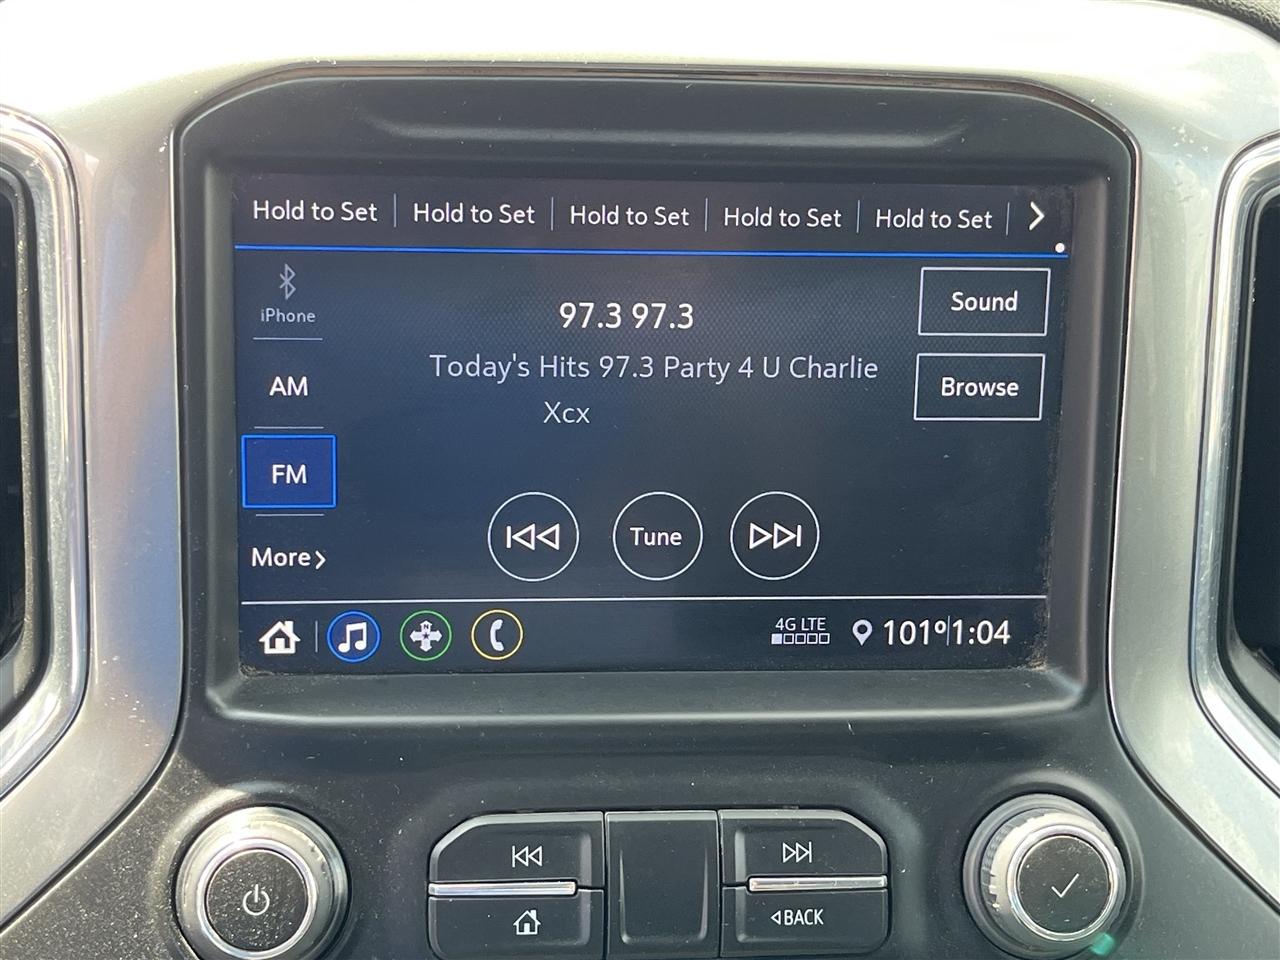 Hold to Set Hold to Set Hold to Set Hold to Set Hold to Set
iPhone
AM
FM
More
97.3 97.3
Today's Hits 97.3 Party 4 U Charlie
Xcx
Sound
Browse
Tune
N
4G LTE
101° 1:04
BACK